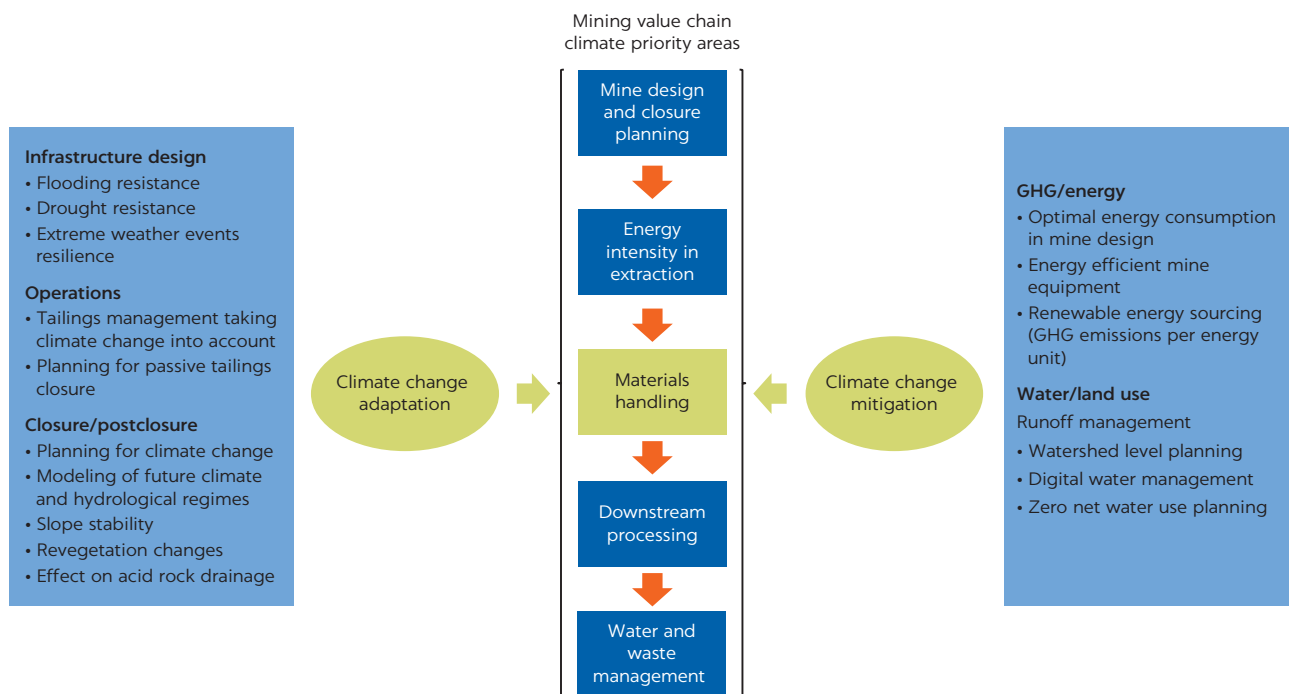 Mining value chain
climate priority areas
Mine design
and closure
planning
Energy
intensity in
extraction
Materials
handling
Downstream
processing
Water and
waste
management
Infrastructure design
• Flooding resistance
• Drought resistance
• Extreme weather events
resilience
Operations
• Tailings management taking
climate change into account
• Planning for passive tailings
closure
Closure/postclosure
• Planning for climate change
• Modeling of future climate
and hydrological regimes
• Slope stability
• Revegetation changes
• Effect on acid rock drainage
Climate change
adaptation
Climate change
mitigation
GHG/energy
• Optimal energy consumption
in mine design
• Energy efficient mine
equipment
• Renewable energy sourcing
(GHG emissions per energy
unit)
Water/land use
Runoff management
• Watershed level planning
• Digital water management
• Zero net water use planning